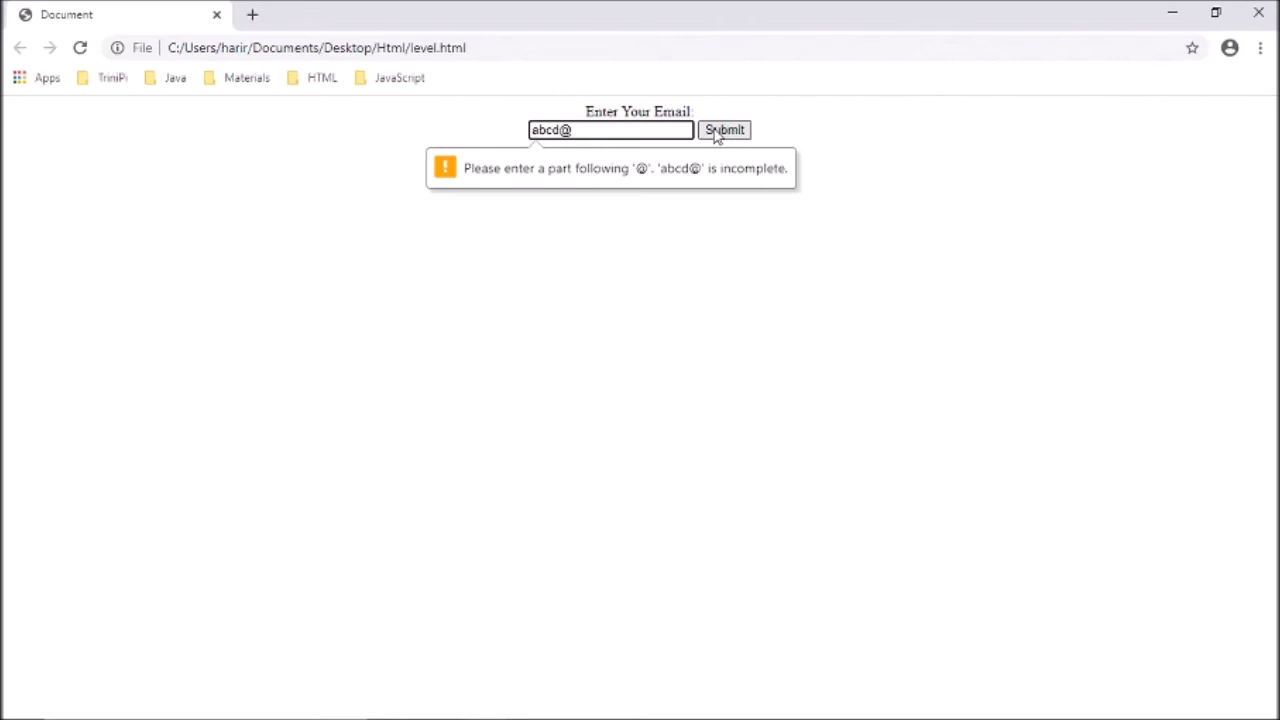 Document
File C:/Users/harir/Documents/Desktop/Html/level.html
Apps TriniPi Java Materials HTML JavaScript
Enter Your Email:
abcd@ Submit
Please enter a part following '@'. 'abcd@' is incomplete.